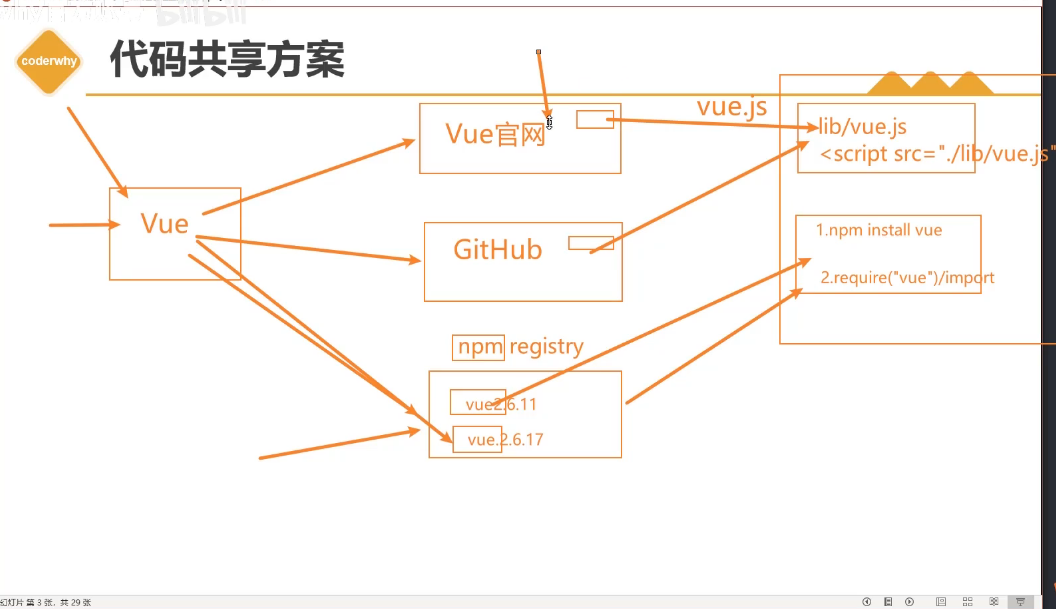 coderwhy
代码共享方案
vue.js
Vue官网
lib/vue.js
<script src="./lib/vue.js"
Vue
GitHub
1.npm install vue
2.require("vue")/import
npm registry
vue2.6.11
vue.2.6.17
幻灯片 第 3 张，共 29 张